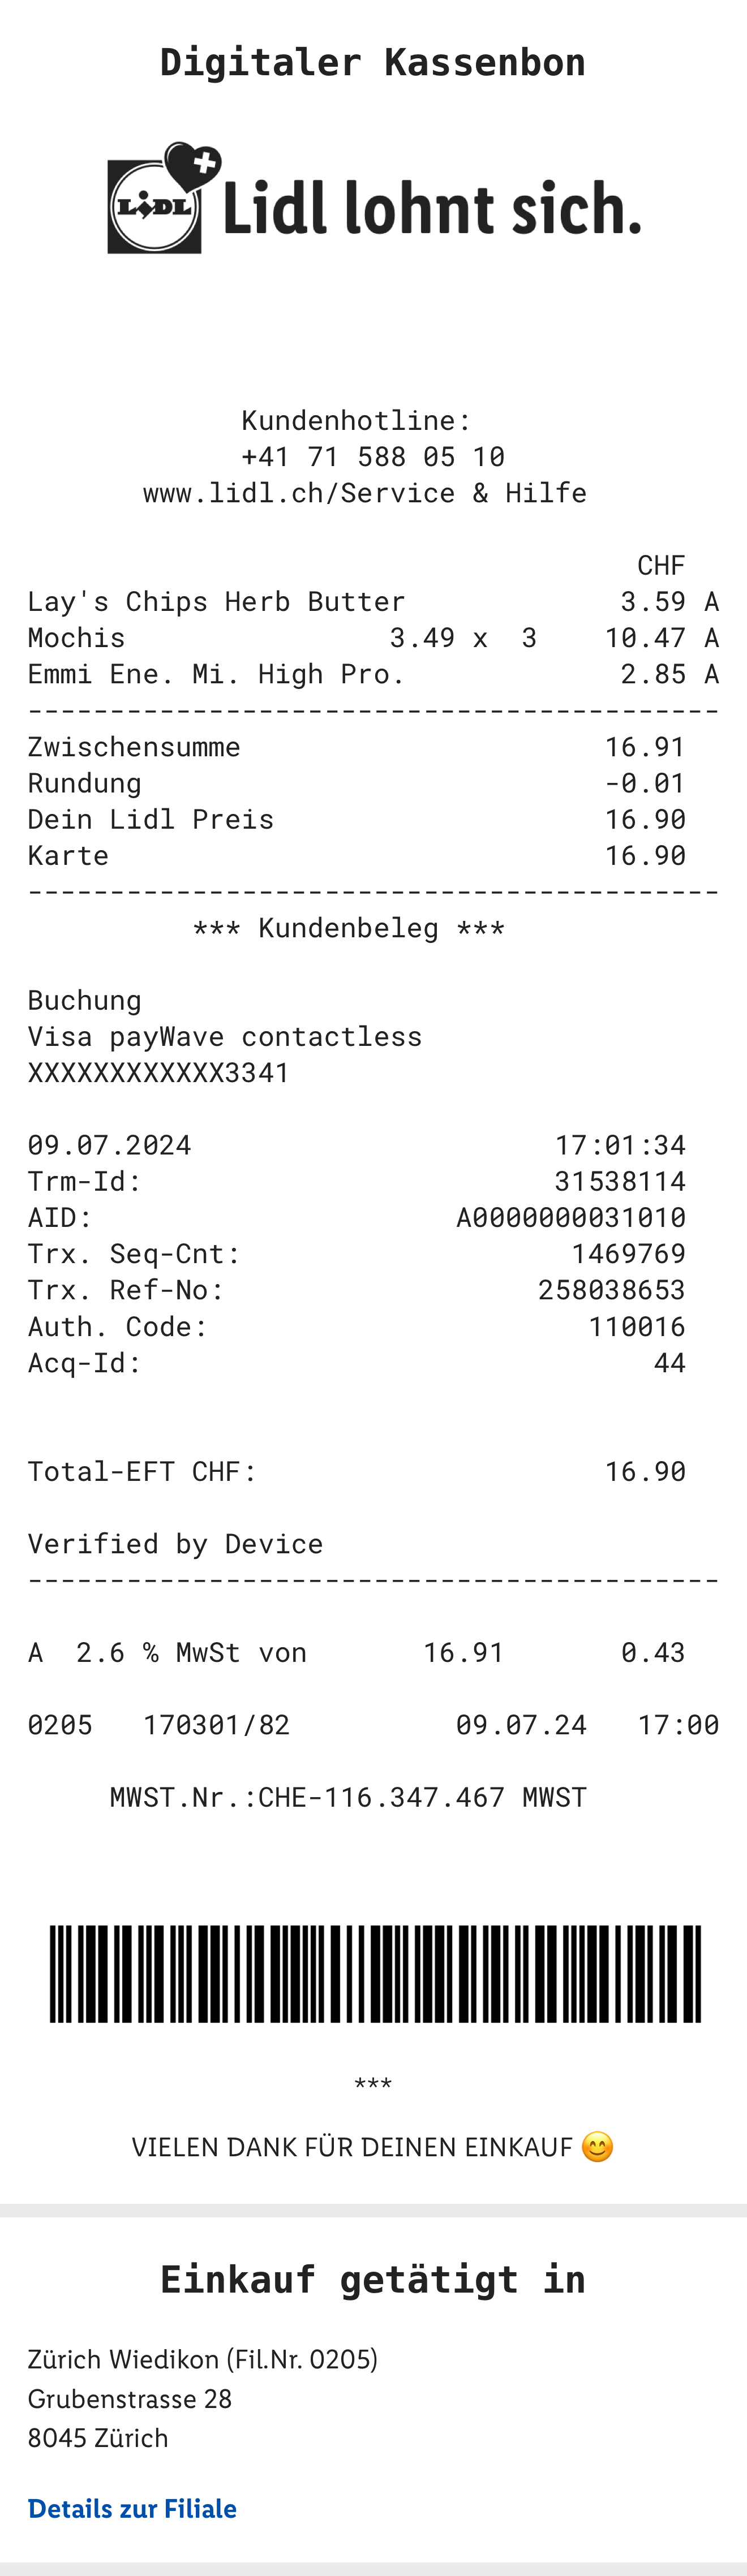 Digitaler Kassenbon
LiDL
Lidl lohnt sich.
Kundenhotline:
+41 71 588 05 10
www.lidl.ch/Service & Hilfe
CHF
Lay's Chips Herb Butter 3.59 A
Mochis 3.49 x 3 10.47 A
Emmi Ene. Mi. High Pro. 2.85 A
------------------------------------------
Zwischensumme 16.91
Rundung -0.01
Dein Lidl Preis 16.90
Karte 16.90
------------------------------------------
*** Kundenbeleg ***
Buchung
Visa payWave contactless
XXXXXXXXXXXX3341
09.07.2024 17:01:34
Trm-Id: 31538114
AID: A0000000031010
Trx. Seq-Cnt: 1469769
Trx. Ref-No: 258038653
Auth. Code: 110016
Acq-Id: 44
Total-EFT CHF: 16.90
Verified by Device
------------------------------------------
A 2.6 % MwSt von 16.91 0.43
0205 170301/82 09.07.24 17:00
MWST.Nr.:CHE-116.347.467 MWST
***
VIELEN DANK FÜR DEINEN EINKAUF 😊
Einkauf getätigt in
Zürich Wiedikon (Fil.Nr. 0205)
Grubenstrasse 28
8045 Zürich
Details zur Filiale